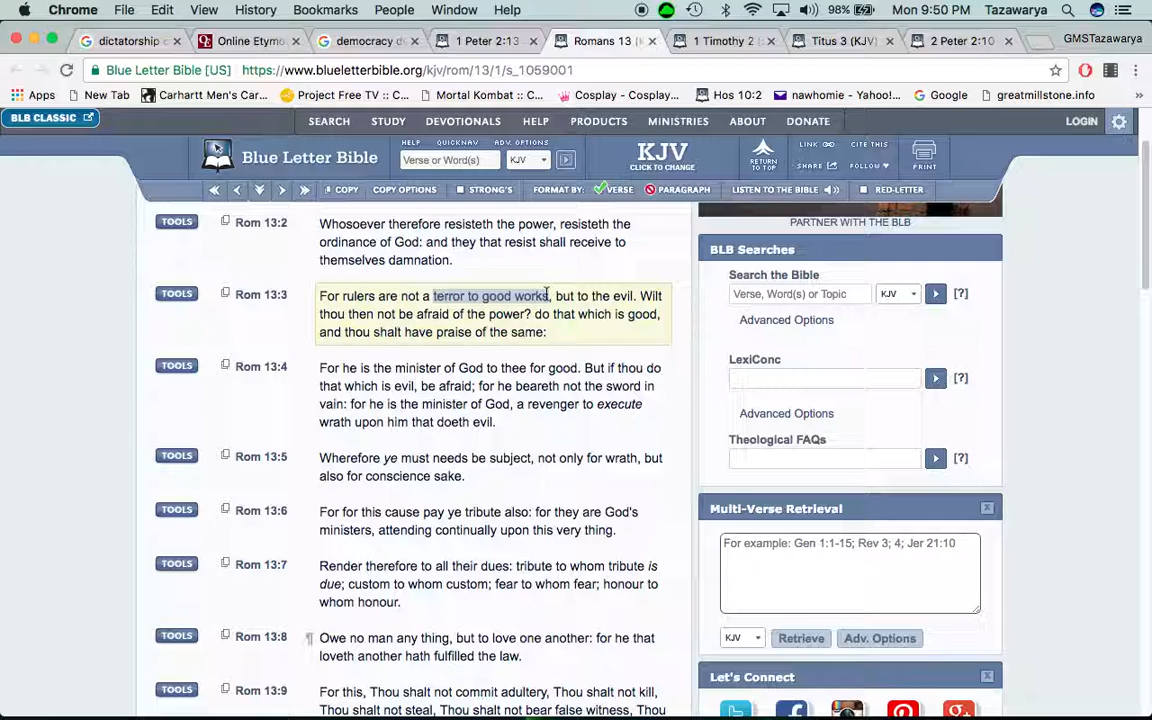 Chrome File Edit View History Bookmarks People Window Help 98% Mon 9:50 PM Tazawarya
dictatorship e Online Etymo democracy de 1 Peter 2:13 Romans 13 (K 1 Timothy 2 ( Titus 3 (KJV) 2 Peter 2:10 GMSTazawarya
Blue Letter Bible [US] https://www.blueletterbible.org/kjv/rom/13/1/s_1059001
Apps New Tab Carhartt Men's Car... Project Free TV :: C... Mortal Kombat :: C... Cosplay - Cosplay... Hos 10:2 nawhomie - Yahoo!... Google greatmillstone.info »
BLB CLASSIC SEARCH STUDY DEVOTIONALS HELP PRODUCTS MINISTRIES ABOUT DONATE LOGIN
Blue Letter Bible HELP QUICKNAV ADV. OPTIONS
Verse or Word(s) KJV
KJV
CLICK TO CHANGE
RETURN
TO TOP
LINK CITE THIS
SHARE FOLLOW
PRINT
COPY COPY OPTIONS STRONG'S FORMAT BY: VERSE PARAGRAPH LISTEN TO THE BIBLE RED-LETTER
TOOLS Rom 13:2 Whosoever therefore resisteth the power, resisteth the
ordinance of God: and they that resist shall receive to
themselves damnation.
TOOLS Rom 13:3 For rulers are not a terror to good works, but to the evil. Wilt
thou then not be afraid of the power? do that which is good,
and thou shalt have praise of the same:
TOOLS Rom 13:4 For he is the minister of God to thee for good. But if thou do
that which is evil, be afraid; for he beareth not the sword in
vain: for he is the minister of God, a revenger to execute
wrath upon him that doeth evil.
TOOLS Rom 13:5 Wherefore ye must needs be subject, not only for wrath, but
also for conscience sake.
TOOLS Rom 13:6 For for this cause pay ye tribute also: for they are God's
ministers, attending continually upon this very thing.
TOOLS Rom 13:7 Render therefore to all their dues: tribute to whom tribute is
due; custom to whom custom; fear to whom fear; honour to
whom honour.
TOOLS Rom 13:8 ¶ Owe no man any thing, but to love one another: for he that
loveth another hath fulfilled the law.
TOOLS Rom 13:9 For this, Thou shalt not commit adultery, Thou shalt not kill,
Thou shalt not steal, Thou shalt not bear false witness, Thou
PARTNER WITH THE BLB
BLB Searches
Search the Bible
Verse, Word(s) or Topic KJV [?]
Advanced Options
LexiConc
[?]
Advanced Options
Theological FAQs
[?]
Multi-Verse Retrieval
For example: Gen 1:1-15; Rev 3; 4; Jer 21:10
KJV Retrieve Adv. Options
Let's Connect